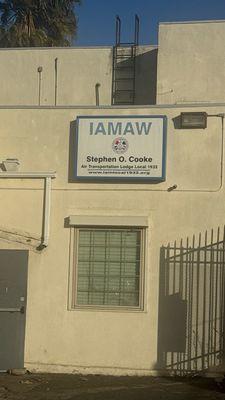 IAMAW
Stephen O. Cooke
Air Transportation Lodge Local 1932
www.iamlocal1932.org